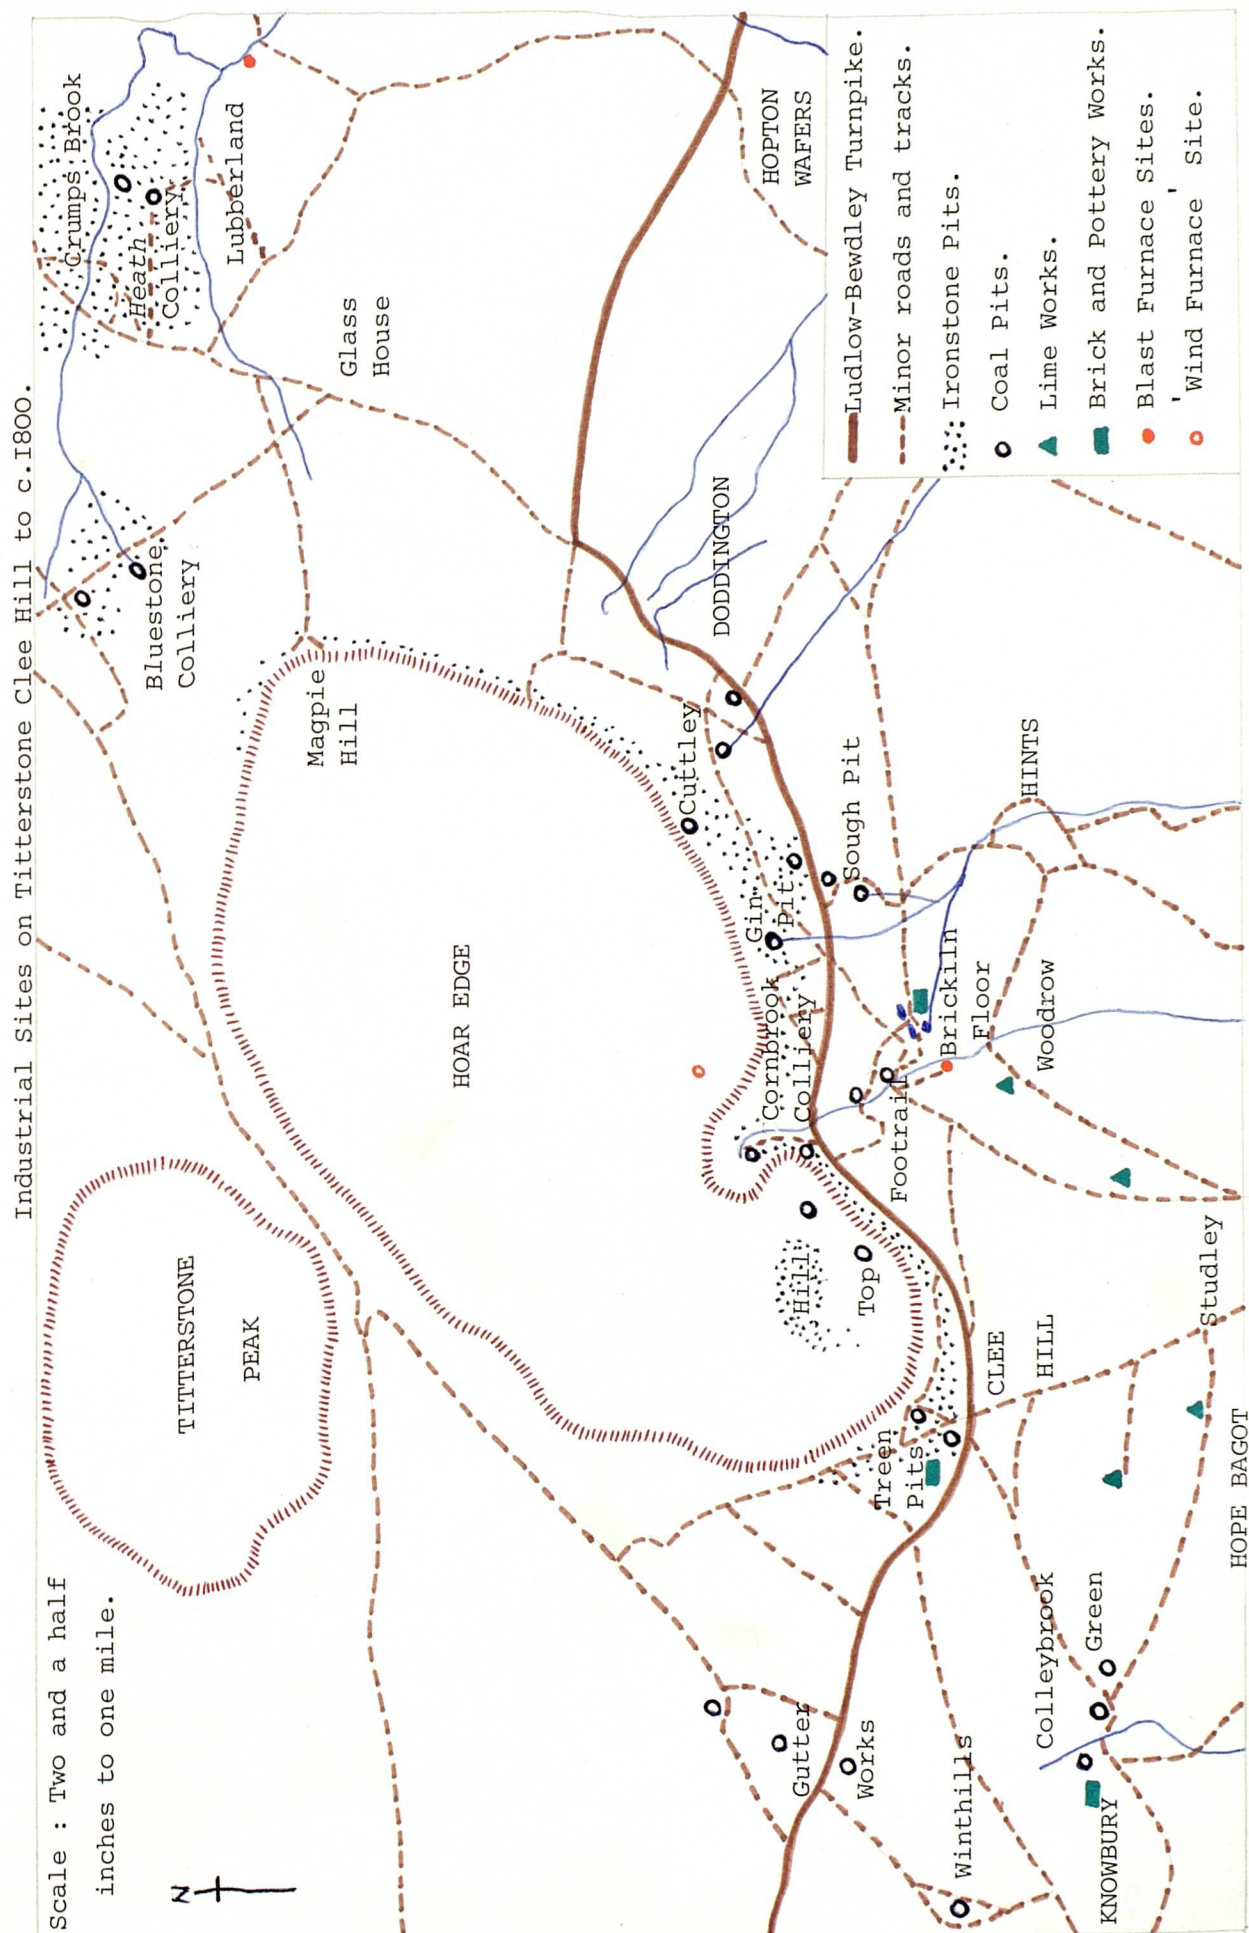 Industrial Sites on Titterstone Clee Hill to c.1800.
Scale : Two and a half
inches to one mile.
N
TITTERSTONE
PEAK
HOAR EDGE
Magpie
Hill
Bluestone
Colliery
Crumps Brook
Heath
Colliery
Lubberland
Glass
House
HOPTON
WAFERS
DODDINGTON
Cuttley
Gin
Pit
Sough Pit
Cornbrook
Colliery
HINTS
Brickiln
Floor
Woodrow
Footrail
Hill
Top
Treen
Pits
CLEE
HILL
Studley
HOPE BAGOT
Gutter
Works
Winthills
Colleybrook
Green
KNOWBURY
Ludlow-Bewdley Turnpike.
Minor roads and tracks.
Ironstone Pits.
Coal Pits.
Lime Works.
Brick and Pottery Works.
Blast Furnace Sites.
'Wind Furnace' Site.